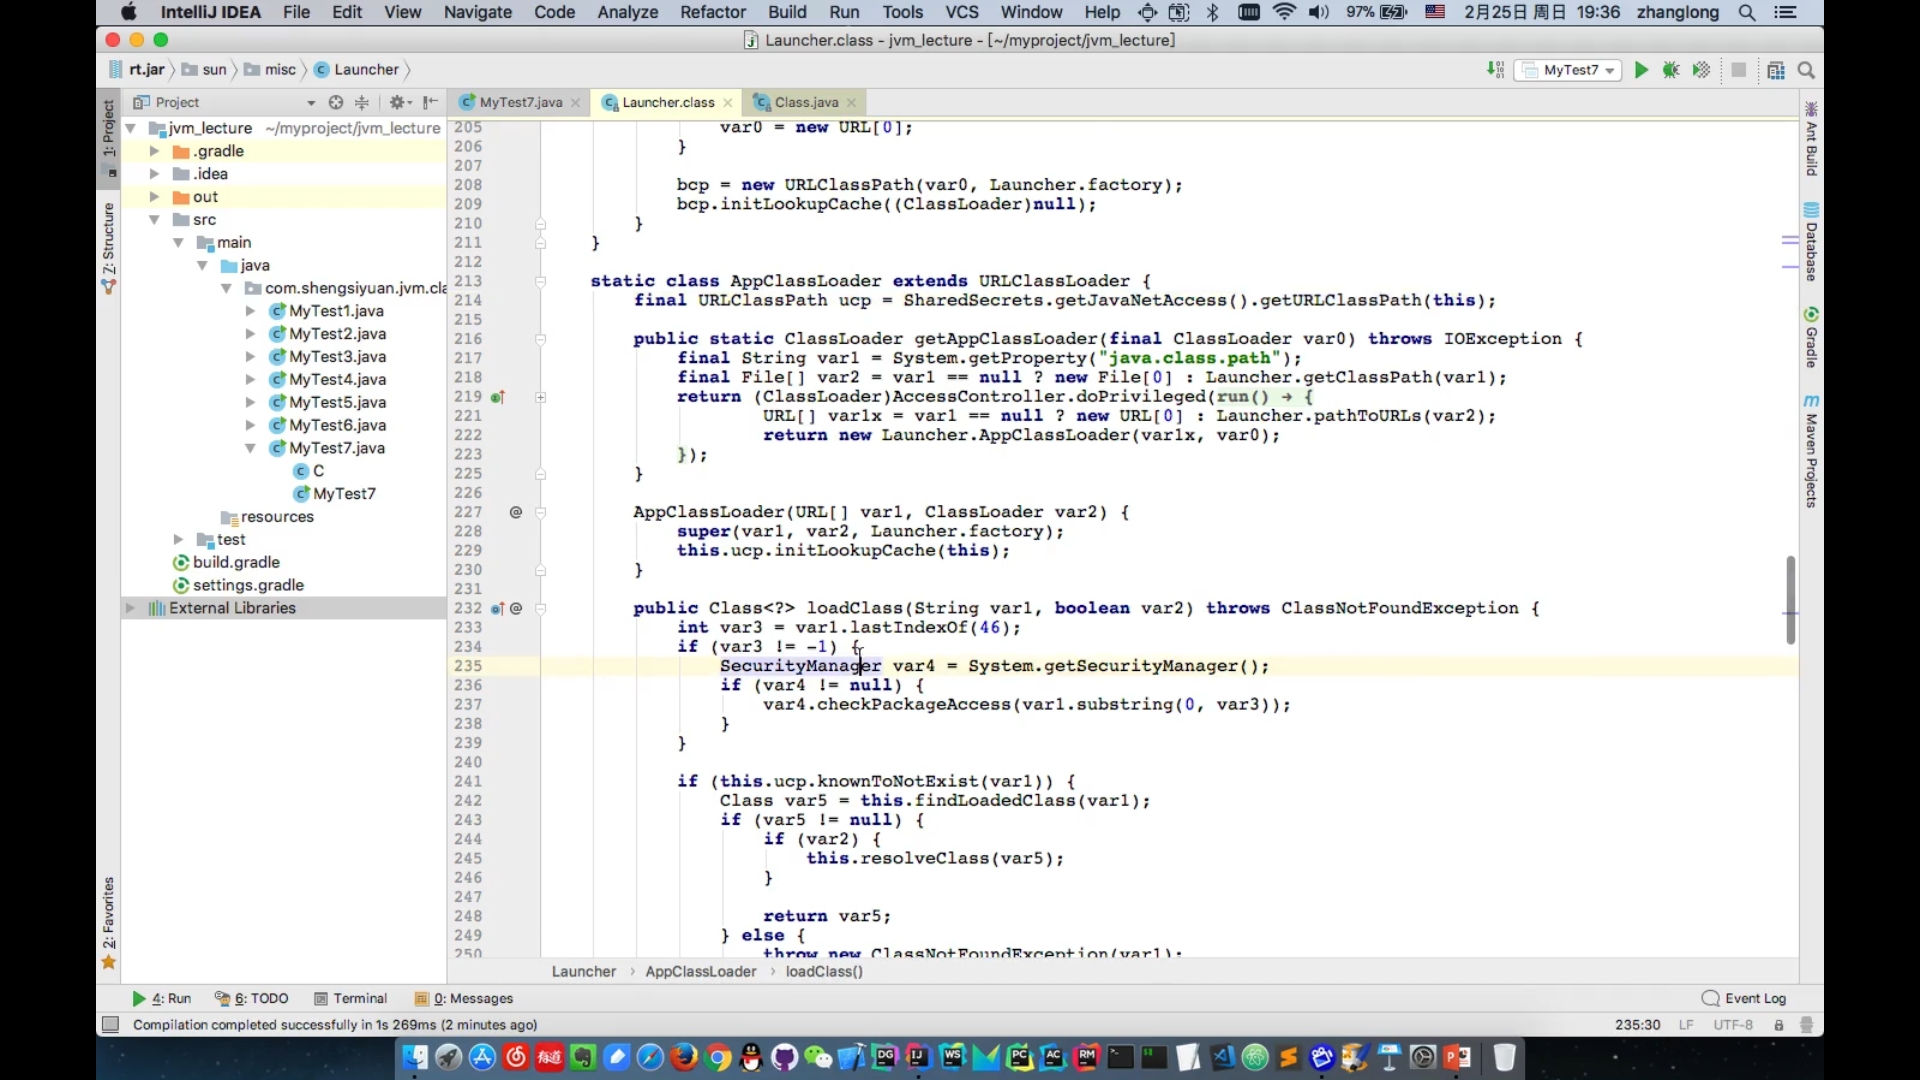 IntelliJ IDEA File Edit View Navigate Code Analyze Refactor Build Run Tools VCS Window Help 97% 2月25日 周日 19:36 zhanglong
Launcher.class - jvm_lecture - [~/myproject/jvm_lecture]
rt.jar sun misc Launcher MyTest7
Project MyTest7.java Launcher.class Class.java
1: Project
Z: Structure
2: Favorites
jvm_lecture ~/myproject/jvm_lecture
.gradle
.idea
out
src
main
java
com.shengsiyuan.jvm.cla
MyTest1.java
MyTest2.java
MyTest3.java
MyTest4.java
MyTest5.java
MyTest6.java
MyTest7.java
C
MyTest7
resources
test
build.gradle
settings.gradle
External Libraries
205 var0 = new URL[0];
206 }
207
208 bcp = new URLClassPath(var0, Launcher.factory);
209 bcp.initLookupCache((ClassLoader)null);
210 }
211 }
212
213 static class AppClassLoader extends URLClassLoader {
214 final URLClassPath ucp = SharedSecrets.getJavaNetAccess().getURLClassPath(this);
215
216 public static ClassLoader getAppClassLoader(final ClassLoader var0) throws IOException {
217 final String var1 = System.getProperty("java.class.path");
218 final File[] var2 = var1 == null ? new File[0] : Launcher.getClassPath(var1);
219 return (ClassLoader)AccessController.doPrivileged(run() → {
221 URL[] var1x = var1 == null ? new URL[0] : Launcher.pathToURLs(var2);
222 return new Launcher.AppClassLoader(var1x, var0);
223 });
225 }
226
227 @ AppClassLoader(URL[] var1, ClassLoader var2) {
228 super(var1, var2, Launcher.factory);
229 this.ucp.initLookupCache(this);
230 }
231
232 @ public Class<?> loadClass(String var1, boolean var2) throws ClassNotFoundException {
233 int var3 = var1.lastIndexOf(46);
234 if (var3 != -1) {
235 SecurityManager var4 = System.getSecurityManager();
236 if (var4 != null) {
237 var4.checkPackageAccess(var1.substring(0, var3));
238 }
239 }
240
241 if (this.ucp.knownToNotExist(var1)) {
242 Class var5 = this.findLoadedClass(var1);
243 if (var5 != null) {
244 if (var2) {
245 this.resolveClass(var5);
246 }
247
248 return var5;
249 } else {
250 throw new ClassNotFoundException(var1);
Launcher › AppClassLoader › loadClass()
Ant Build
Database
Gradle
m Maven Projects
4: Run 6: TODO Terminal 0: Messages Event Log
Compilation completed successfully in 1s 269ms (2 minutes ago) 235:30 LF UTF-8
有道 DG IJ WS PC AC RM